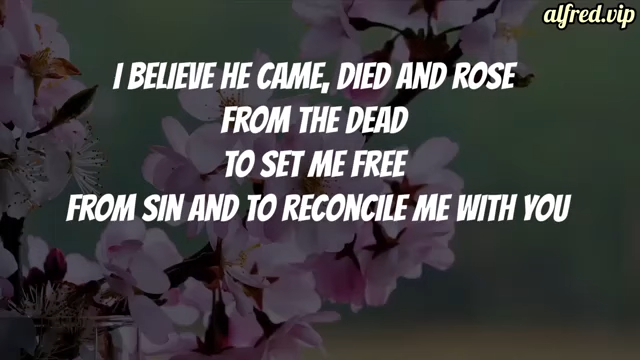 alfred.vip
I BELIEVE HE CAME, DIED AND ROSE
FROM THE DEAD
TO SET ME FREE
FROM SIN AND TO RECONCILE ME WITH YOU